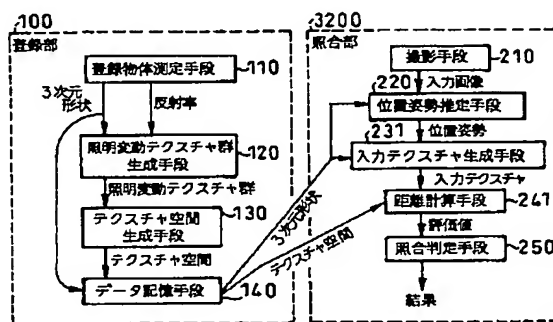 100
登録部
登録物体測定手段
110
3次元
形状
反射率
照明変動テクスチャ群
生成手段
120
照明変動テクスチャ群
テクスチャ空間
生成手段
130
テクスチャ空間
データ記憶手段
140
3次元形状
テクスチャ空間
3200
照合部
撮影手段
210
入力画像
220
位置姿勢推定手段
位置姿勢
231
入力テクスチャ生成手段
入力テクスチャ
距離計算手段
241
評価値
照合判定手段
250
結果